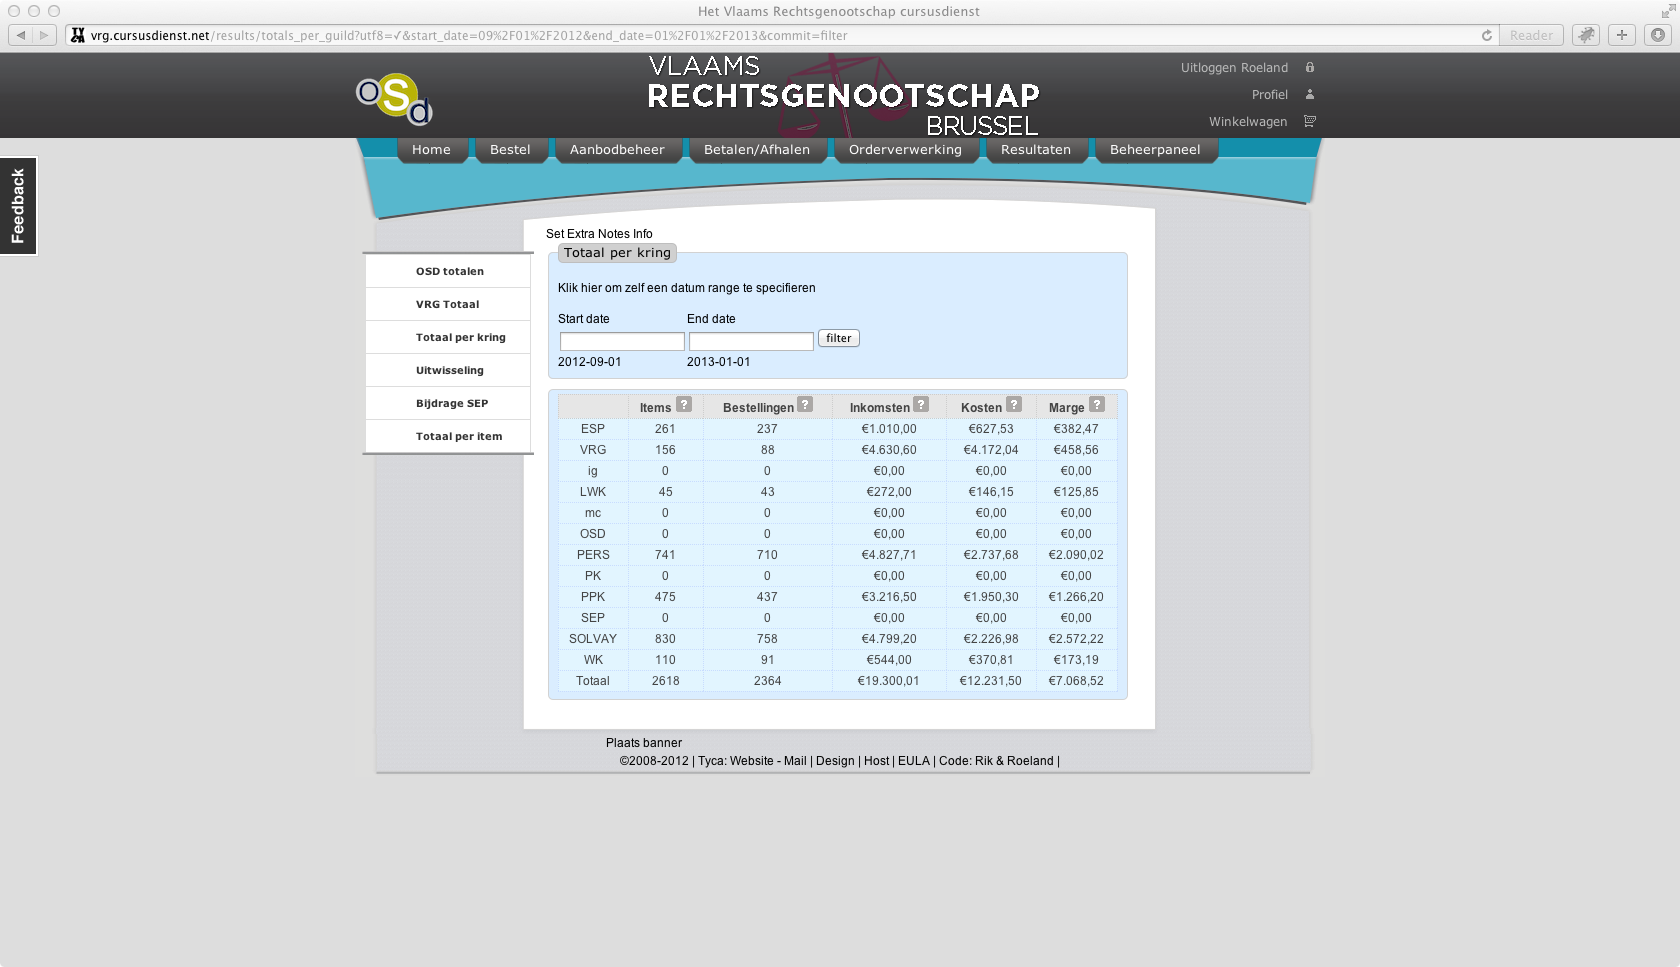 Het Vlaams Rechtsgenootschap cursusdienst
vrg.cursusdienst.net/results/totals_per_guild?utf8=✓&start_date=09%2F01%2F2012&end_date=01%2F01%2F2013&commit=filter
Reader
oSd
VLAAMS
RECHTSGENOOTSCHAP
BRUSSEL
Uitloggen Roeland
Profiel
Winkelwagen
Home Bestel Aanbodbeheer Betalen/Afhalen Orderverwerking Resultaten Beheerpaneel
Feedback
OSD totalen
VRG Totaal
Totaal per kring
Uitwisseling
Bijdrage SEP
Totaal per item
Set Extra Notes Info
Totaal per kring
Klik hier om zelf een datum range te specifieren
Start date End date
filter
2012-09-01 2013-01-01
Items ? Bestellingen ? Inkomsten ? Kosten ? Marge ?
ESP 261 237 €1.010,00 €627,53 €382,47
VRG 156 88 €4.630,60 €4.172,04 €458,56
ig 0 0 €0,00 €0,00 €0,00
LWK 45 43 €272,00 €146,15 €125,85
mc 0 0 €0,00 €0,00 €0,00
OSD 0 0 €0,00 €0,00 €0,00
PERS 741 710 €4.827,71 €2.737,68 €2.090,02
PK 0 0 €0,00 €0,00 €0,00
PPK 475 437 €3.216,50 €1.950,30 €1.266,20
SEP 0 0 €0,00 €0,00 €0,00
SOLVAY 830 758 €4.799,20 €2.226,98 €2.572,22
WK 110 91 €544,00 €370,81 €173,19
Totaal 2618 2364 €19.300,01 €12.231,50 €7.068,52
Plaats banner
©2008-2012 | Tyca: Website - Mail | Design | Host | EULA | Code: Rik & Roeland |